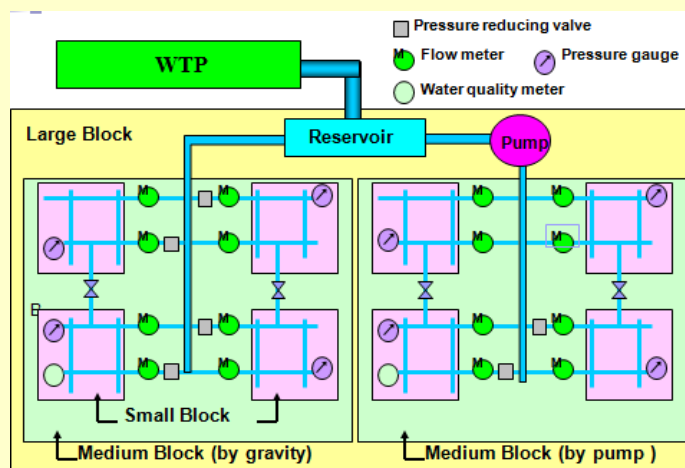 Pressure reducing valve
M Flow meter
Pressure gauge
Water quality meter
WTP
Large Block
Reservoir
Pump
M M M M
M M M M
B
M M M M
M M M M
Small Block
Medium Block (by gravity)
Medium Block (by pump )